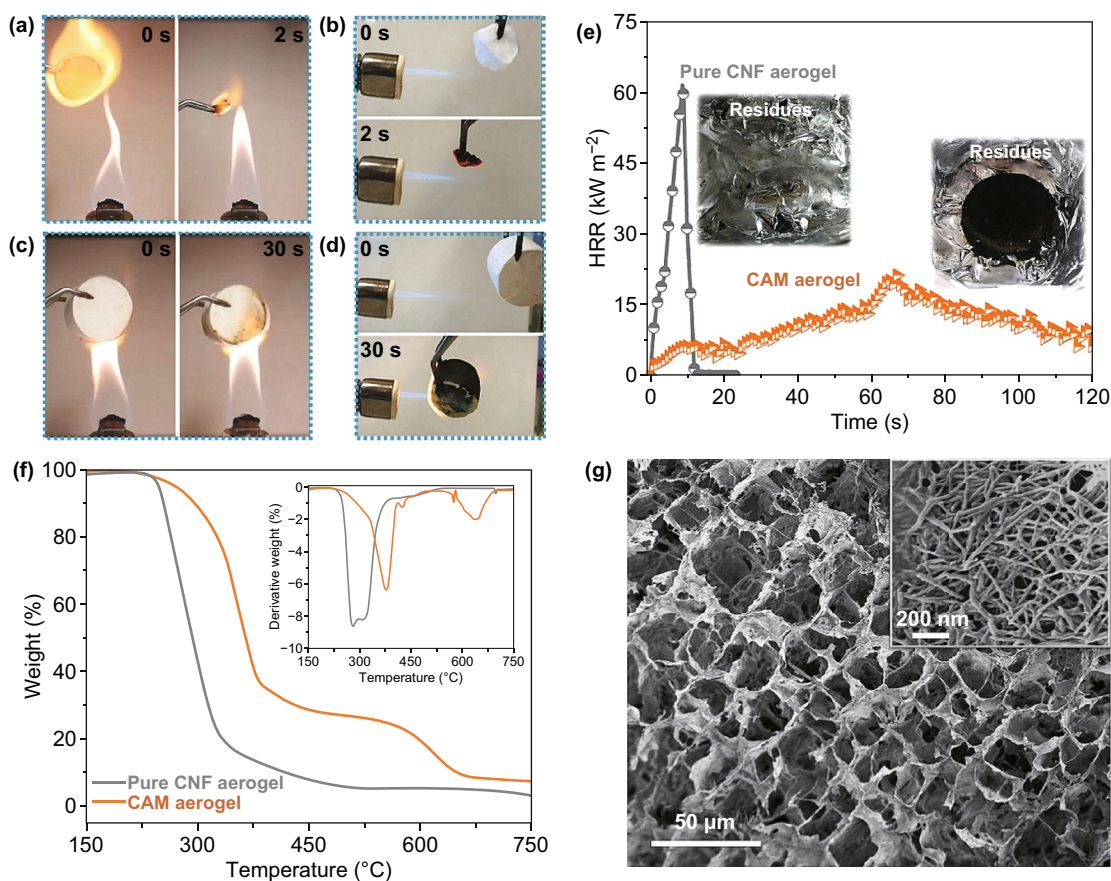 (a)
0 s
2 s
(b)
0 s
2 s
(c)
0 s
30 s
(d)
0 s
30 s
(e)
75
60
45
30
15
0
HRR (kW m−2)
Pure CNF aerogel
Residues
Residues
CAM aerogel
0 20 40 60 80 100 120
Time (s)
(f)
100
80
60
40
20
0
Weight (%)
0
−2
−4
−6
−8
−10
Derivative weight (%)
150 300 450 600 750
Temperature (°C)
Pure CNF aerogel
CAM aerogel
150 300 450 600 750
Temperature (°C)
(g)
200 nm
50 μm